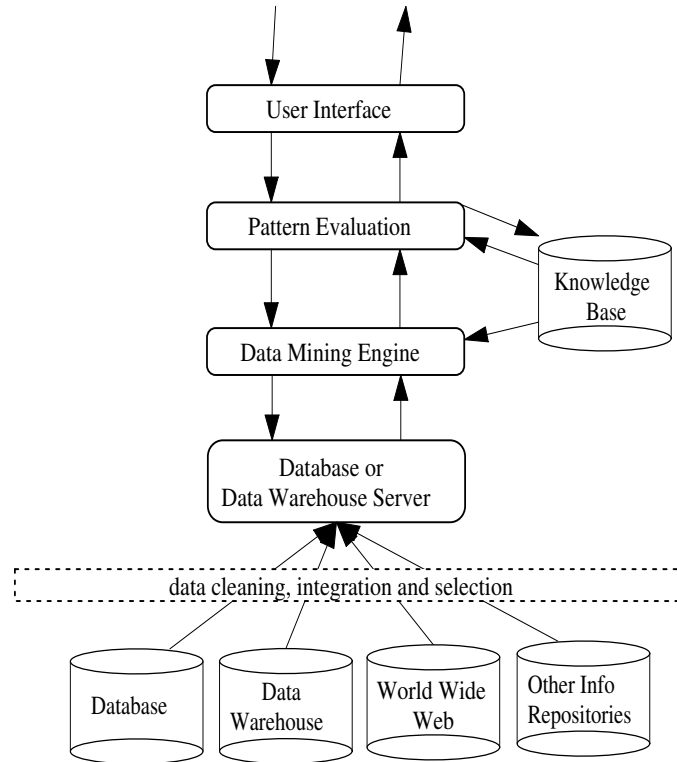 User Interface
Pattern Evaluation
Knowledge
Base
Data Mining Engine
Database or
Data Warehouse Server
data cleaning, integration and selection
Database
Data
Warehouse
World Wide
Web
Other Info
Repositories